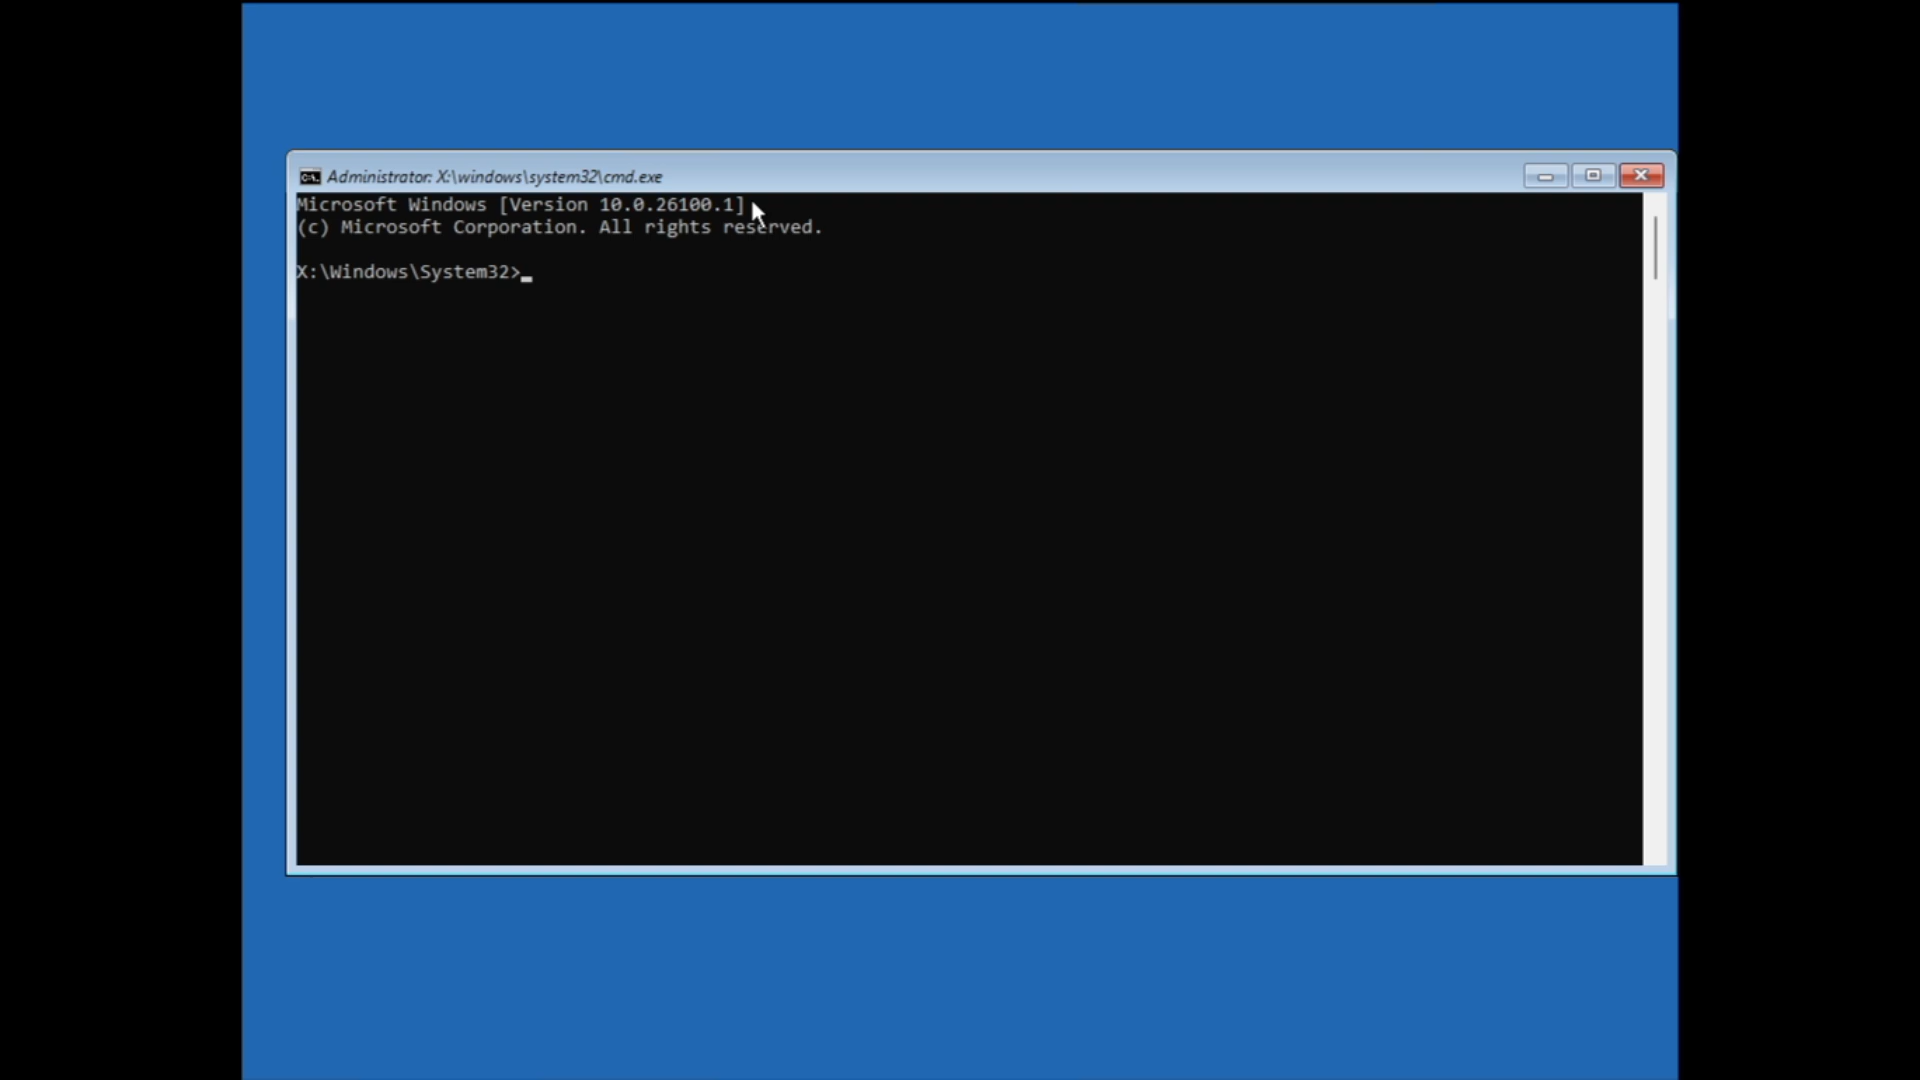 Administrator: X:\windows\system32\cmd.exe
Microsoft Windows [Version 10.0.26100.1]
(c) Microsoft Corporation. All rights reserved.
X:\Windows\System32>